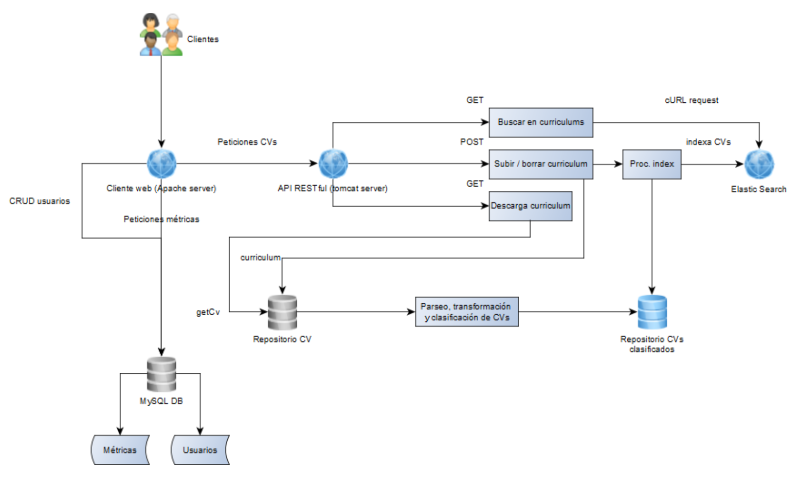 Clientes
GET
cURL request
Buscar en curriculums
Peticiones CVs
POST
indexa CVs
Subir / borrar curriculum
Proc. index
Cliente web (Apache server)
API RESTful (tomcat server)
GET
Elastic Search
CRUD usuarios
Descarga curriculum
Peticiones métricas
curriculum
getCv
Parseo, transformación
y clasificación de CVs
Repositorio CV
Repositorio CVs
clasificados
MySQL DB
Métricas
Usuarios